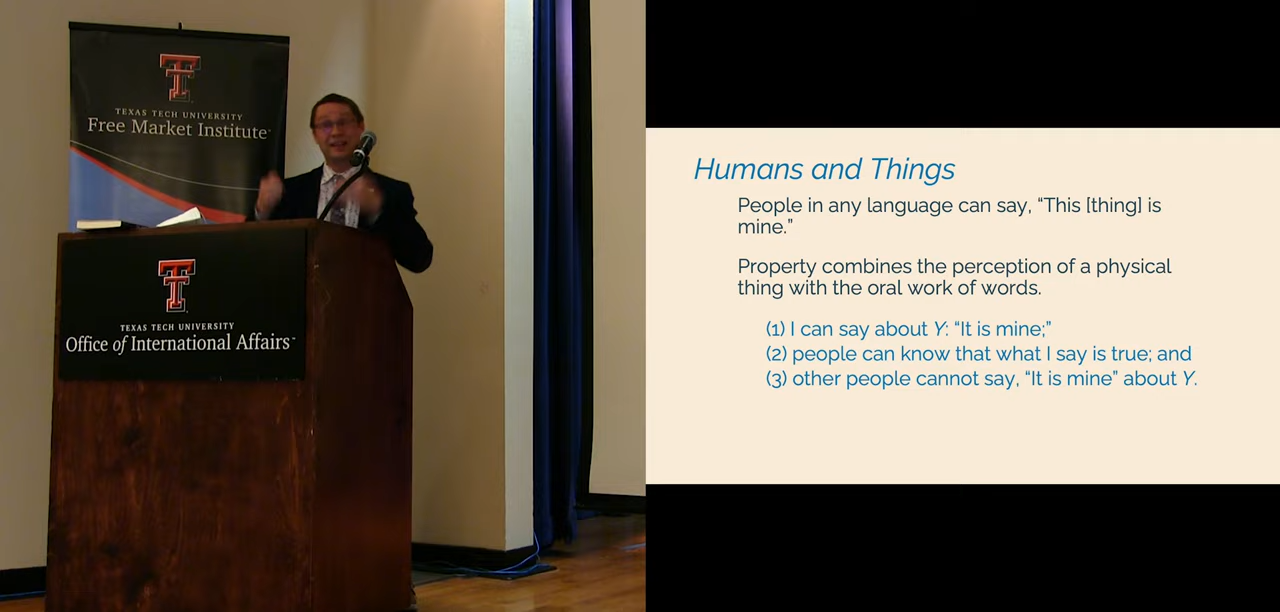 TEXAS TECH UNIVERSITY
Free Market Institute™
TEXAS TECH UNIVERSITY
Office of International Affairs™
Humans and Things
People in any language can say, “This [thing] is
mine.”
Property combines the perception of a physical
thing with the oral work of words.
(1) I can say about Y: “It is mine;”
(2) people can know that what I say is true; and
(3) other people cannot say, “It is mine” about Y.